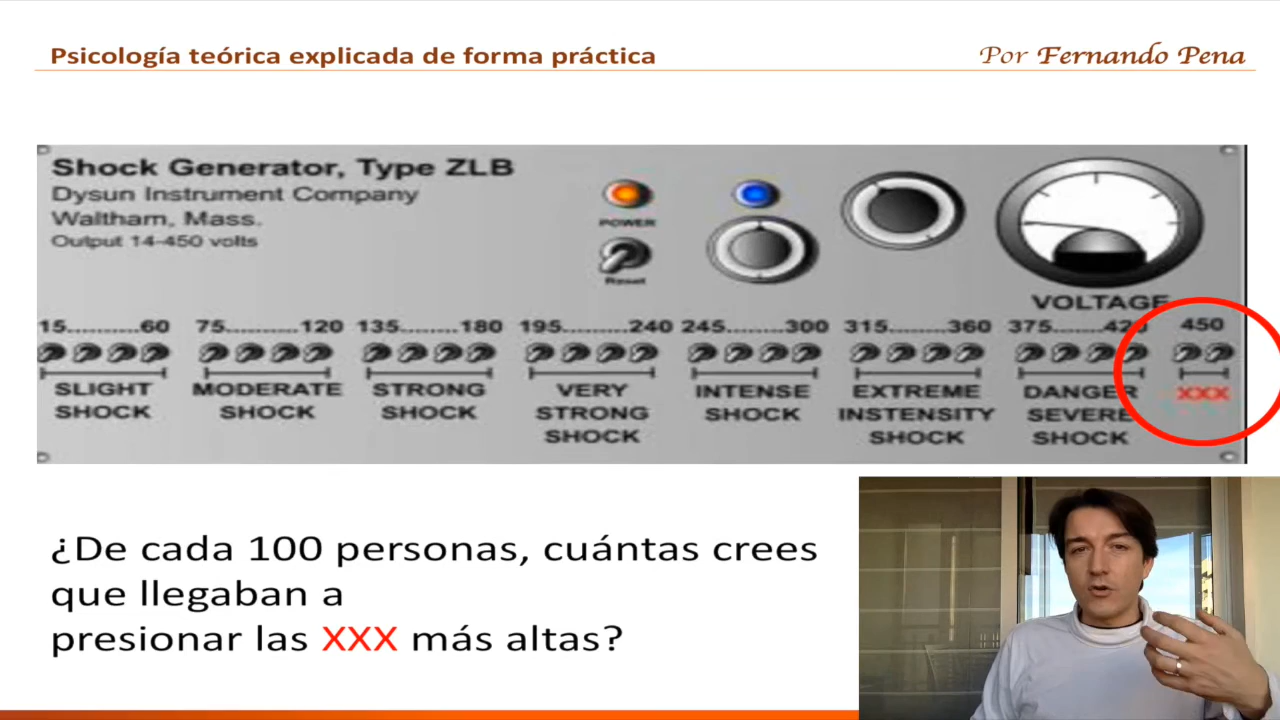 Psicología teórica explicada de forma práctica
Por Fernando Pena
Shock Generator, Type ZLB
Dysun Instrument Company
Waltham, Mass.
Output 14-450 volts
POWER
Reset
VOLTAGE
15..........60 75..........120 135..........180 195..........240 245..........300 315..........360 375..........420 450
SLIGHT SHOCK
MODERATE SHOCK
STRONG SHOCK
VERY STRONG SHOCK
INTENSE SHOCK
EXTREME INSTENSITY SHOCK
DANGER SEVERE SHOCK
XXX
¿De cada 100 personas, cuántas crees
que llegaban a
presionar las XXX más altas?